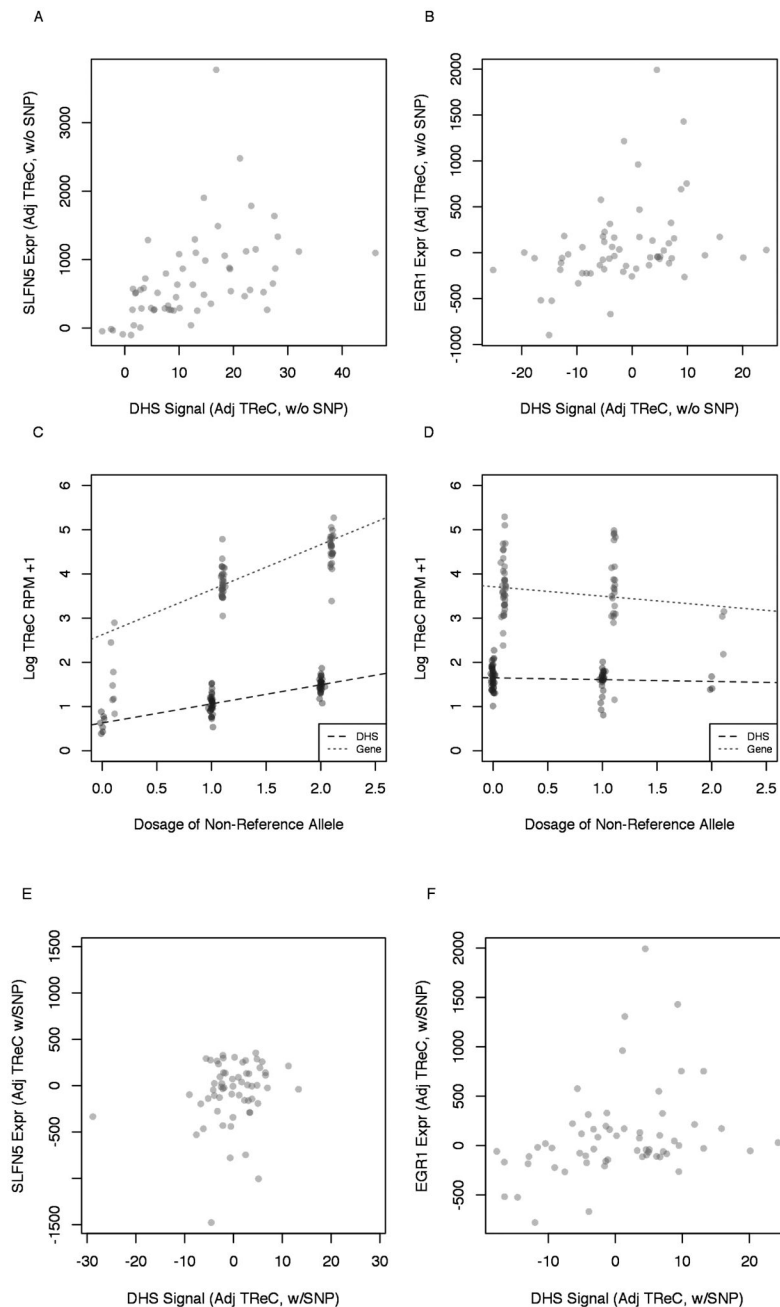 A
SLFN5 Expr (Adj TReC, w/o SNP)
3000
2000
1000
0
0 10 20 30 40
DHS Signal (Adj TReC, w/o SNP)
B
EGR1 Expr (Adj TReC, w/o SNP)
2000
1500
1000
500
0
-500
-1000
-20 -10 0 10 20
DHS Signal (Adj TReC, w/o SNP)
C
Log TReC RPM +1
6
5
4
3
2
1
0
DHS
Gene
0.0 0.5 1.0 1.5 2.0 2.5
Dosage of Non-Reference Allele
D
Log TReC RPM +1
6
5
4
3
2
1
0
DHS
Gene
0.0 0.5 1.0 1.5 2.0 2.5
Dosage of Non-Reference Allele
E
SLFN5 Expr (Adj TReC w/SNP)
1500
500
0
-500
-1500
-30 -20 -10 0 10 20 30
DHS Signal (Adj TReC, w/SNP)
F
EGR1 Expr (Adj TReC, w/SNP)
2000
1500
1000
500
0
-500
-10 0 10 20
DHS Signal (Adj TReC, w/SNP)